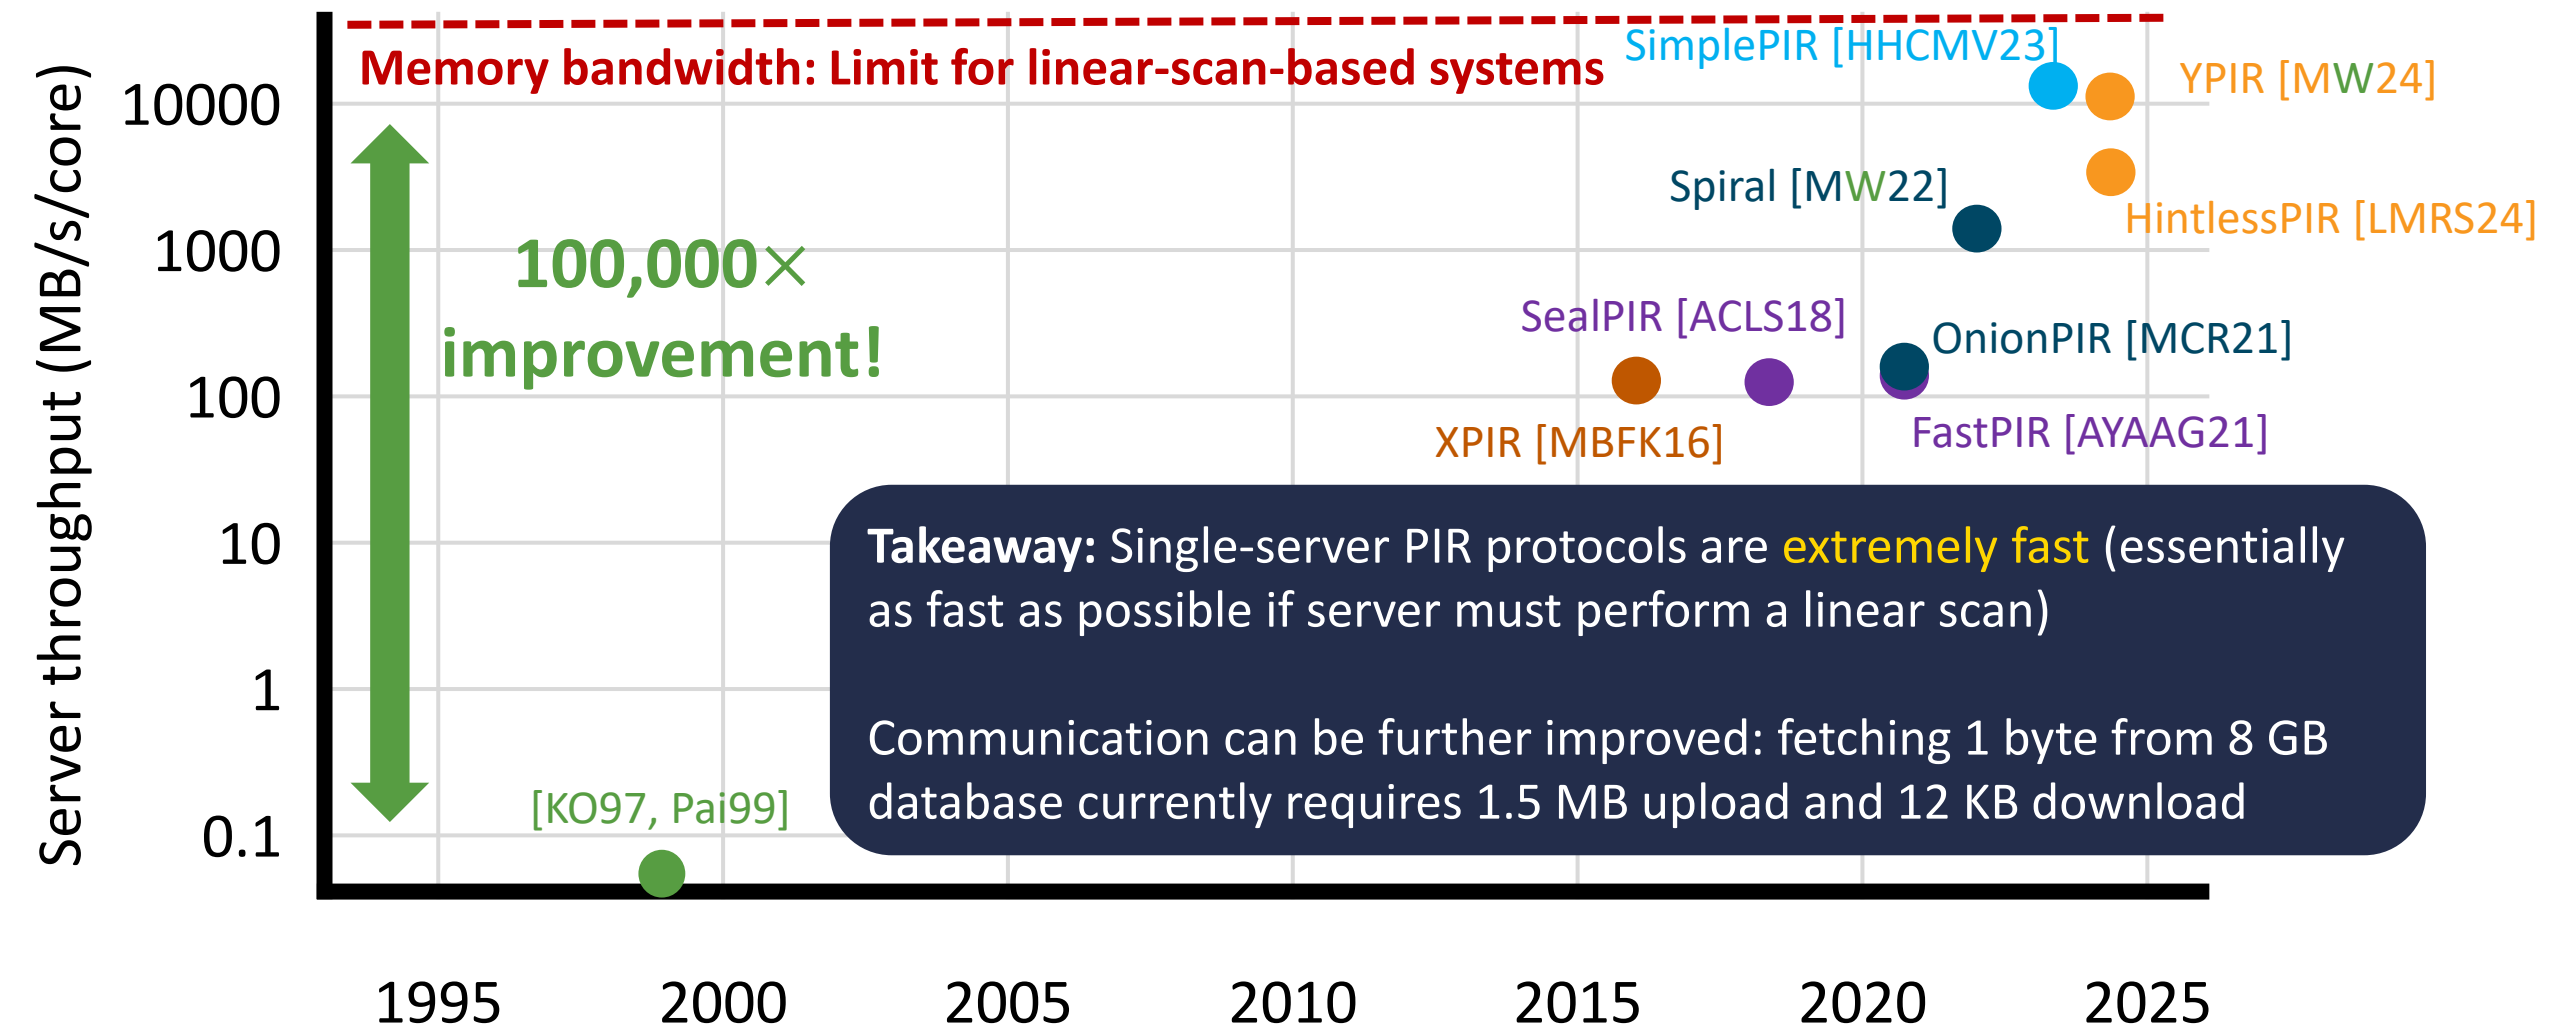 Server throughput (MB/s/core)
10000
1000
100
10
1
0.1
Memory bandwidth: Limit for linear-scan-based systems
SimplePIR [HHCMV23]
YPIR [MW24]
Spiral [MW22]
HintlessPIR [LMRS24]
100,000×
improvement!
SealPIR [ACLS18]
OnionPIR [MCR21]
XPIR [MBFK16]
FastPIR [AYAAG21]
Takeaway: Single-server PIR protocols are extremely fast (essentially
as fast as possible if server must perform a linear scan)
Communication can be further improved: fetching 1 byte from 8 GB
database currently requires 1.5 MB upload and 12 KB download
[KO97, Pai99]
1995 2000 2005 2010 2015 2020 2025